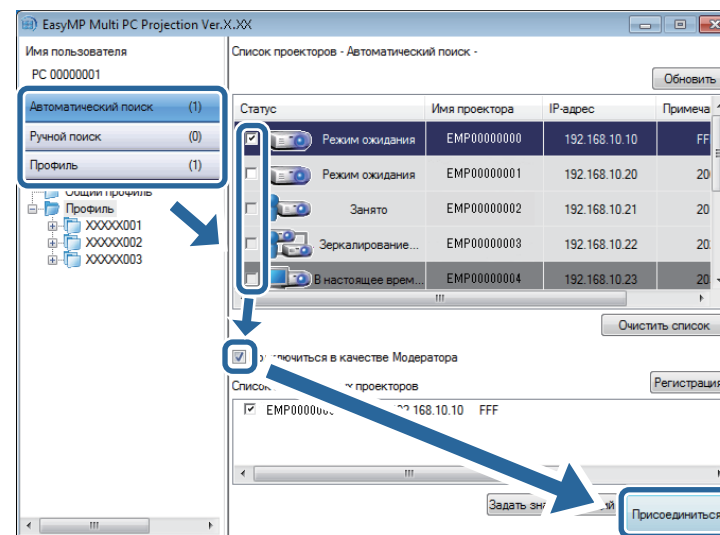 EasyMP Multi PC Projection Ver.X.XX
Имя пользователя
PC 00000001
Автоматический поиск (1)
Ручной поиск (0)
Профиль (1)
Общий профиль
Профиль
XXXXX001
XXXXX002
XXXXX003
Список проекторов - Автоматический поиск -
Обновить
Статус Имя проектора IP-адрес Примеча
Режим ожидания EMP00000000 192.168.10.10 FF
Режим ожидания EMP00000001 192.168.10.20 20
Занято EMP00000002 192.168.10.21 20
Зеркалирование... EMP00000003 192.168.10.22 20
В настоящее врем... EMP00000004 192.168.10.23 20
Очистить список
в качестве Модератора
Список проекторов
Регистрация
168.10.10 FFF
Задать
Присоединиться